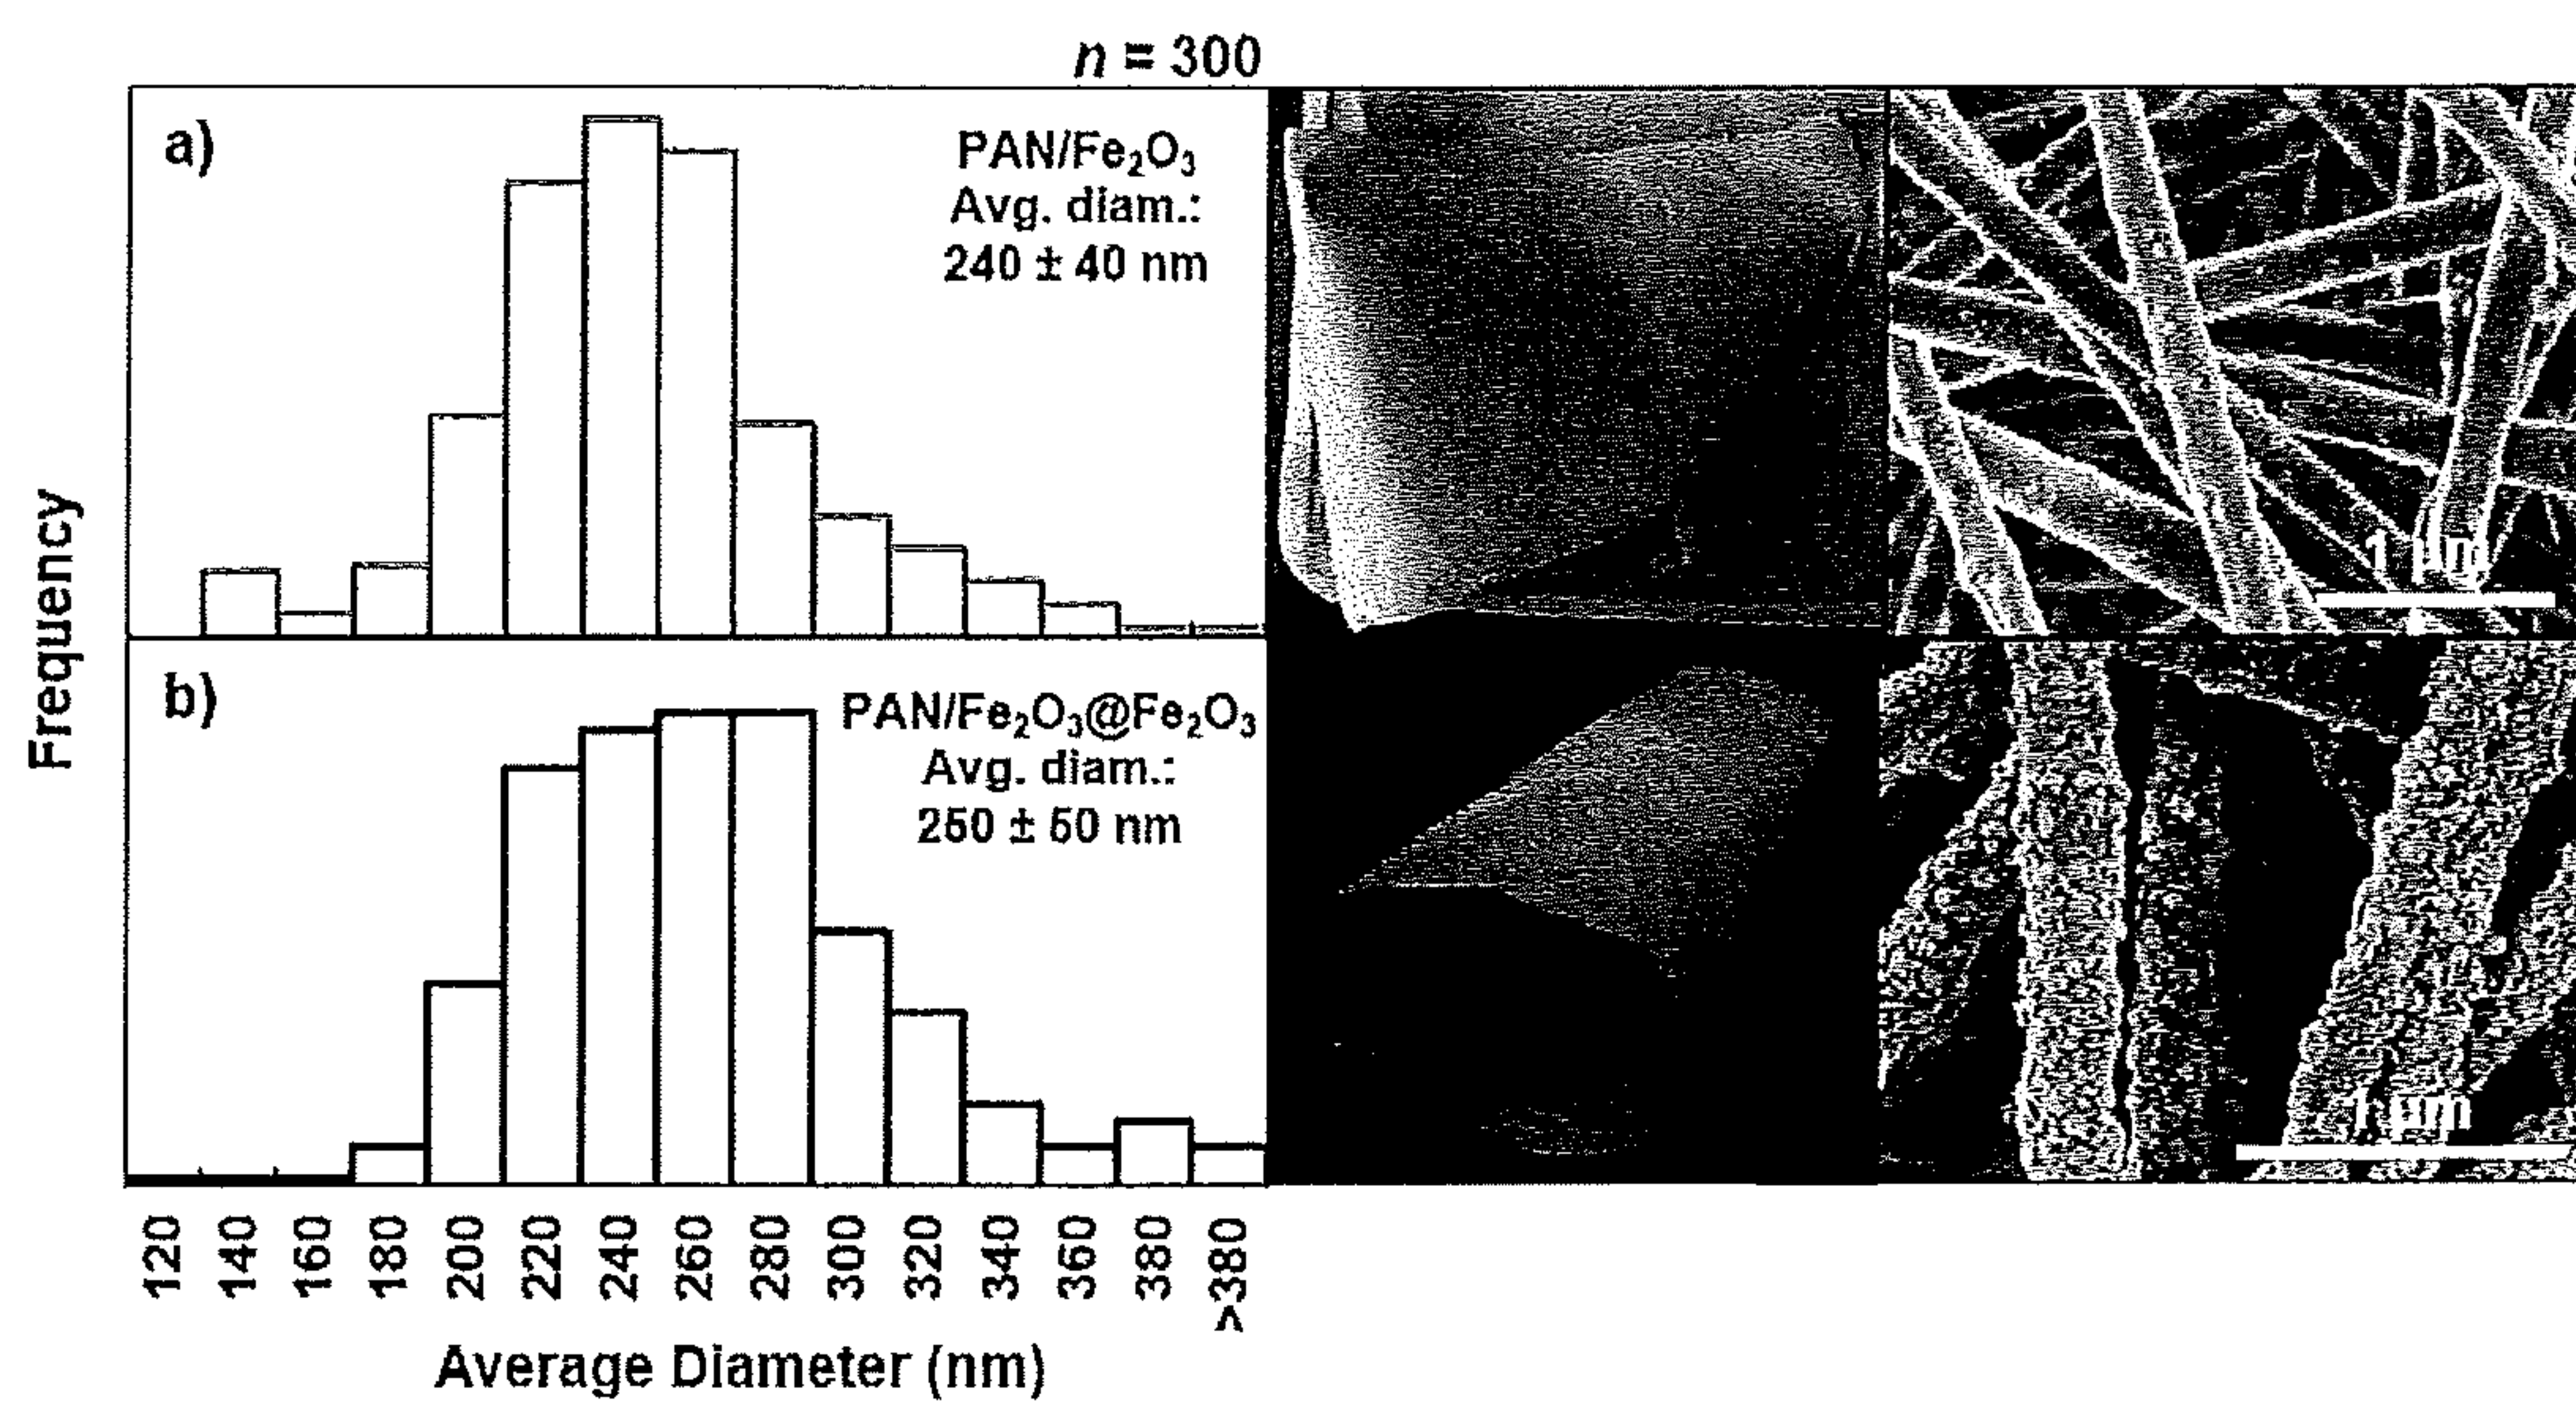 n = 300
a)
PAN/Fe₂O₃
Avg. diam.:
240 ± 40 nm
1 µm
b)
PAN/Fe₂O₃@Fe₂O₃
Avg. diam.:
250 ± 50 nm
1 µm
Frequency
120 140 160 180 200 220 240 260 280 300 320 340 360 380 >380
Average Diameter (nm)